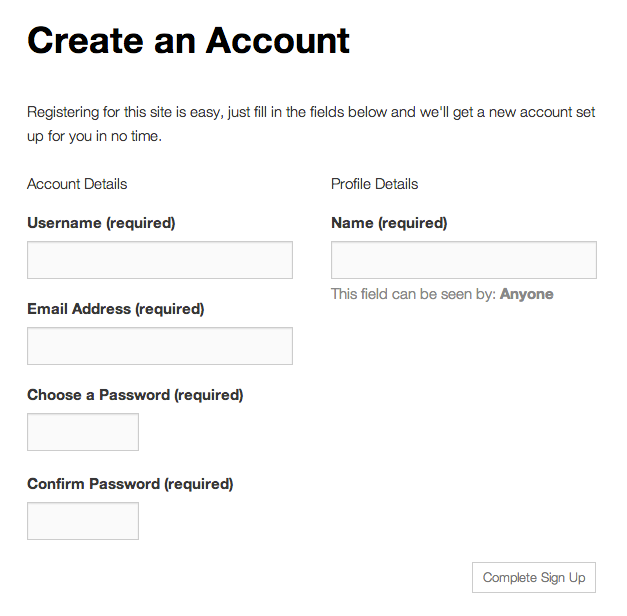 Create an Account
Registering for this site is easy, just fill in the fields below and we'll get a new account set
up for you in no time.
Account Details
Username (required)
Email Address (required)
Choose a Password (required)
Confirm Password (required)
Profile Details
Name (required)
This field can be seen by: Anyone
Complete Sign Up